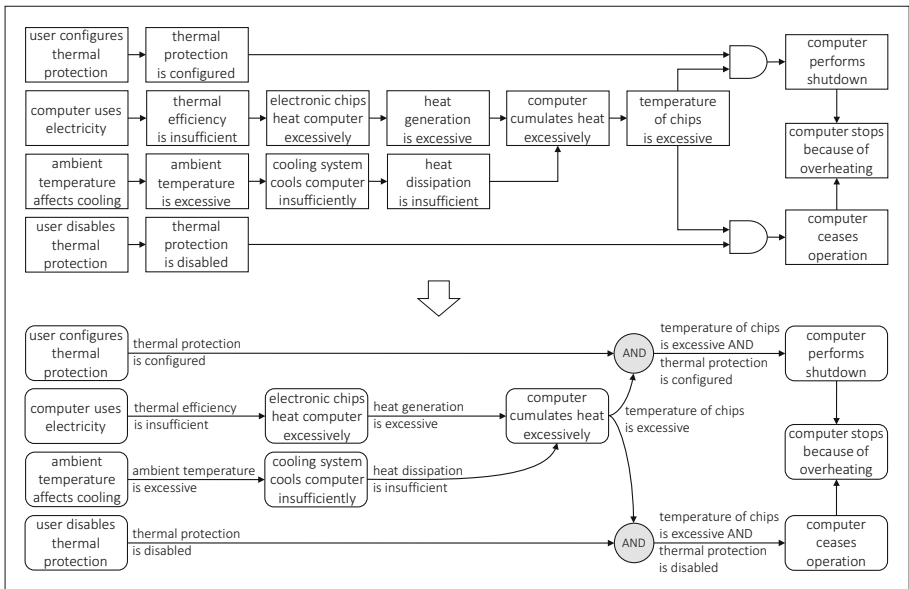 user configures
thermal
protection
thermal
protection
is configured
computer
performs
shutdown
computer uses
electricity
thermal
efficiency
is insufficient
electronic chips
heat computer
excessively
heat
generation
is excessive
computer
cumulates heat
excessively
temperature
of chips
is excessive
computer stops
because of
overheating
ambient
temperature
affects cooling
ambient
temperature
is excessive
cooling system
cools computer
insufficiently
heat
dissipation
is insufficient
user disables
thermal
protection
thermal
protection
is disabled
computer
ceases
operation
user configures
thermal
protection
thermal protection
is configured
AND
temperature of chips
is excessive AND
thermal protection
is configured
computer
performs
shutdown
computer uses
electricity
thermal efficiency
is insufficient
electronic chips
heat computer
excessively
heat generation
is excessive
computer
cumulates heat
excessively
temperature of chips
is excessive
computer stops
because of
overheating
ambient
temperature
affects cooling
ambient temperature
is excessive
cooling system
cools computer
insufficiently
heat dissipation
is insufficient
user disables
thermal
protection
thermal protection
is disabled
AND
temperature of chips
is excessive AND
thermal protection
is disabled
computer
ceases
operation